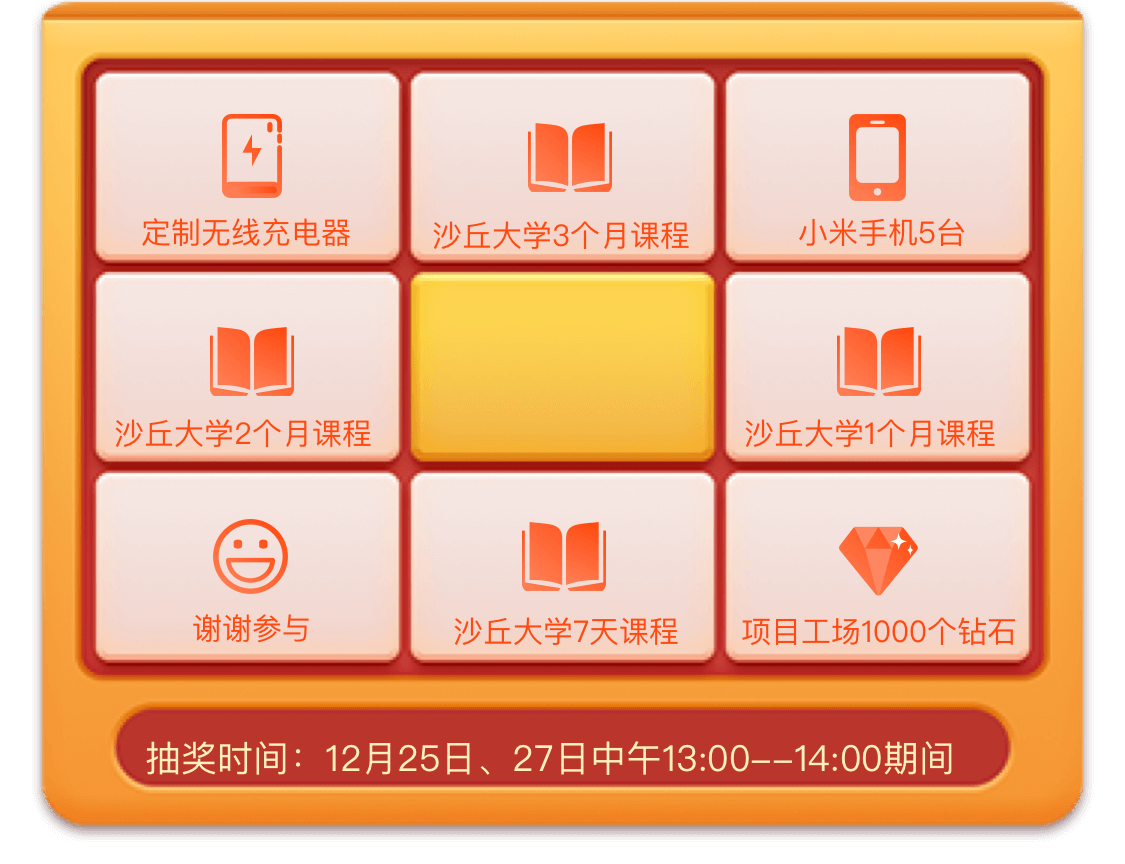 定制无线充电器
沙丘大学3个月课程
小米手机5台
沙丘大学2个月课程
沙丘大学1个月课程
谢谢参与
沙丘大学7天课程
项目工场1000个钻石
抽奖时间：12月25日、27日中午13:00--14:00期间